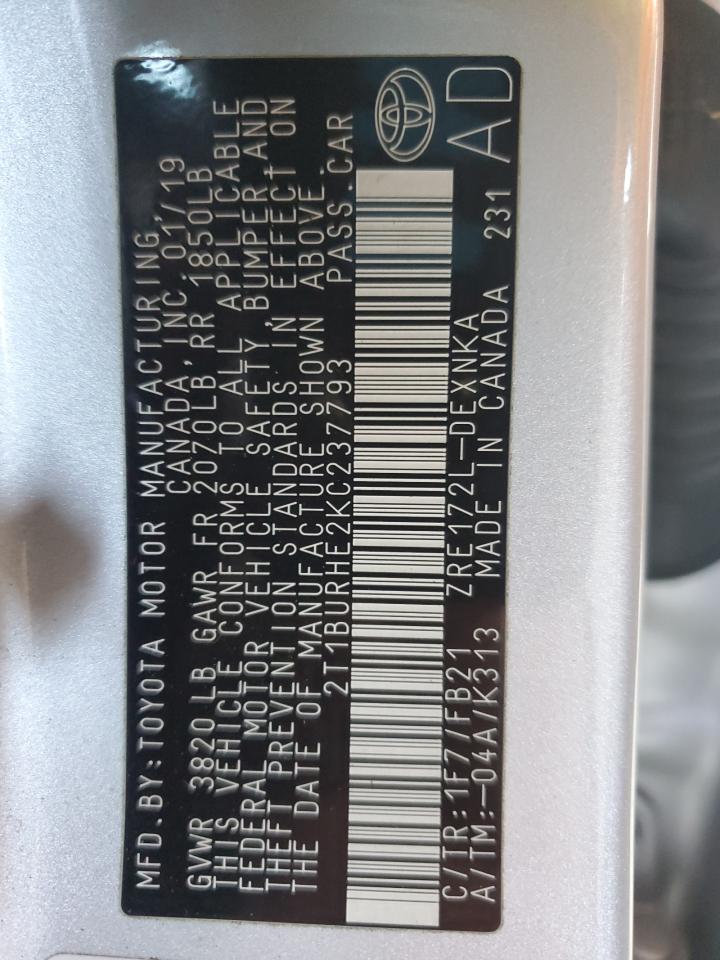 MFD.BY:TOYOTA MOTOR MANUFACTURING,
CANADA, INC. 01/19
GVWR 3820LB GAWR FR 2070LB, RR 1850LB
THIS VEHICLE CONFORMS TO ALL APPLICABLE
FEDERAL MOTOR VEHICLE SAFETY, BUMPER, AND
THEFT PREVENTION STANDARDS IN EFFECT ON
THE DATE OF MANUFACTURE SHOWN ABOVE.
2T1BURHE2KC237793 PASS.CAR
C/TR:1F7/FB21 ZRE172L-DEXNKA
A/TM:-04A/K313 MADE IN CANADA 231
AD